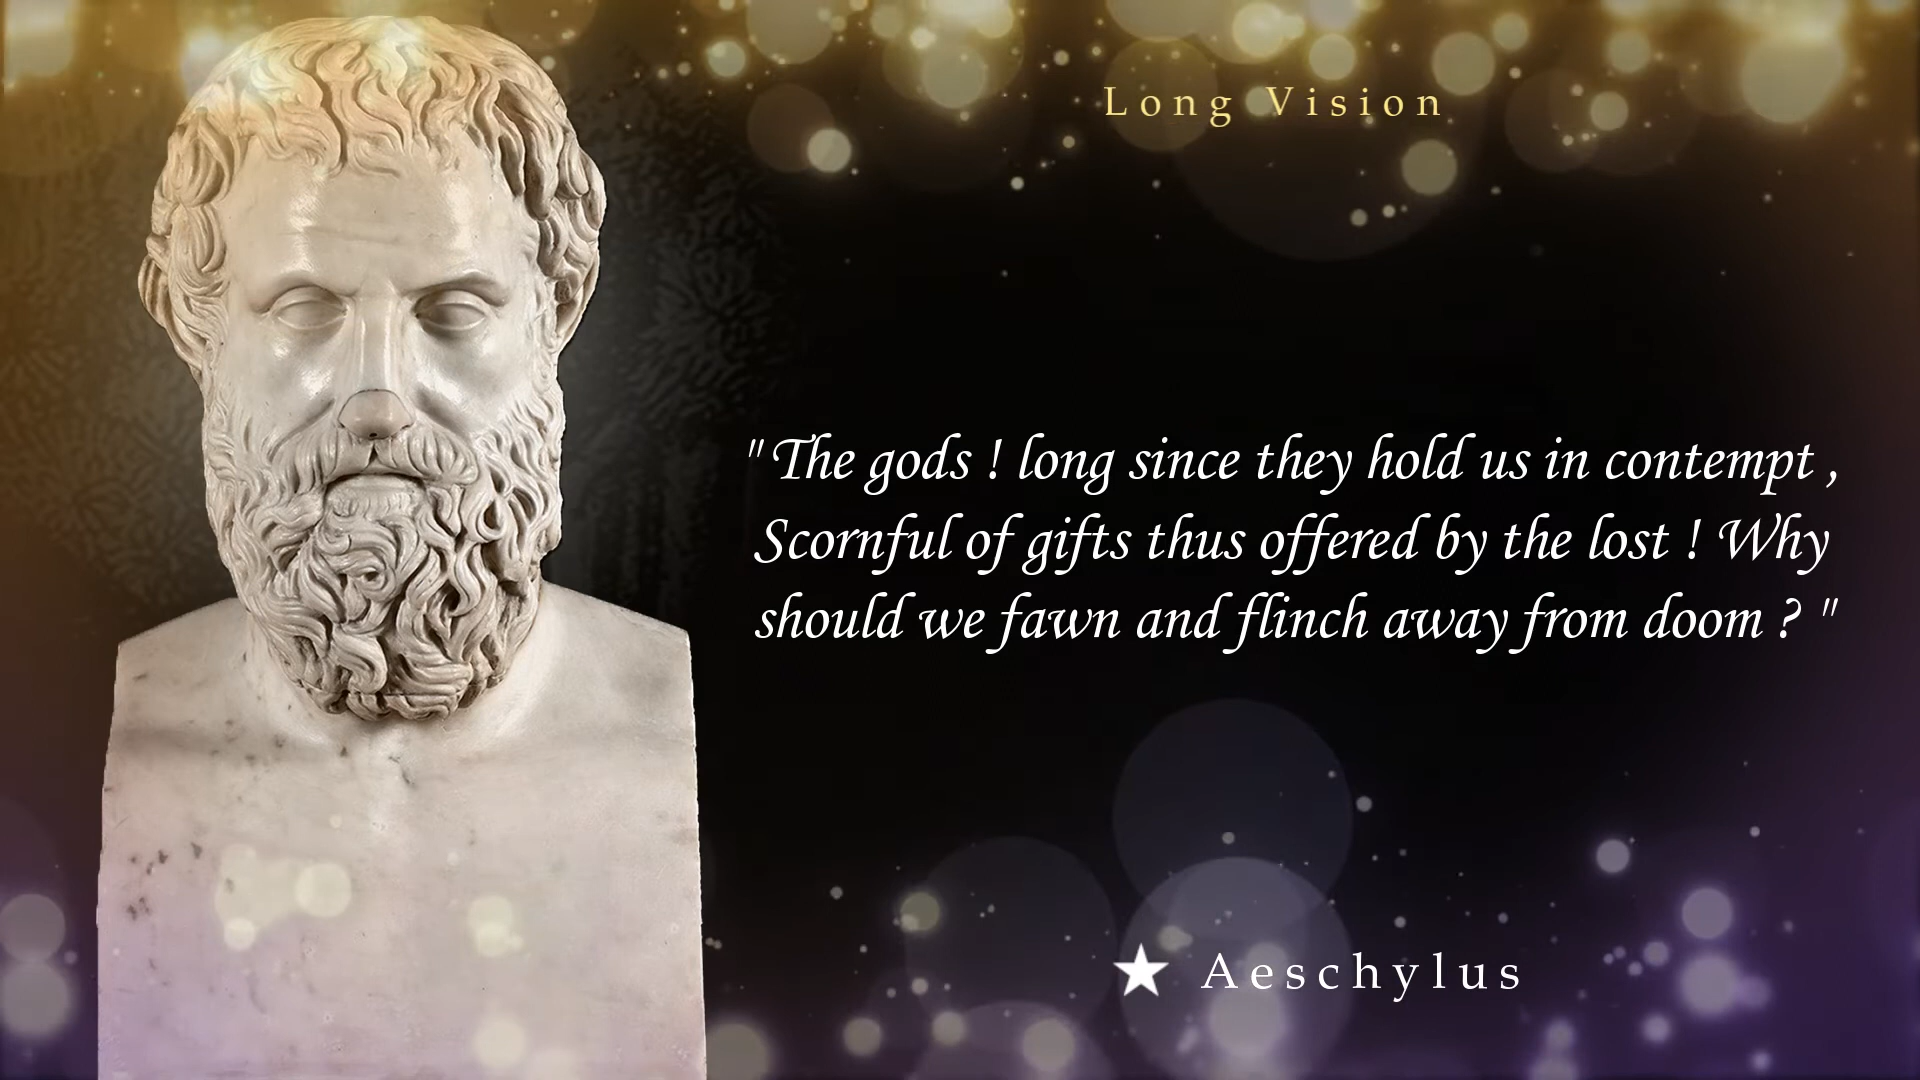 Long Vision
" The gods ! long since they hold us in contempt ,
Scornful of gifts thus offered by the lost ! Why
should we fawn and flinch away from doom ? "
Aeschylus